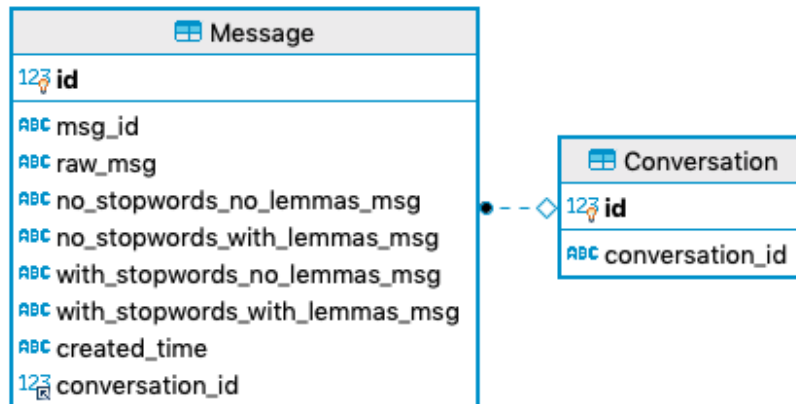 Message
123 id
ABC msg_id
ABC raw_msg
ABC no_stopwords_no_lemmas_msg
ABC no_stopwords_with_lemmas_msg
ABC with_stopwords_no_lemmas_msg
ABC with_stopwords_with_lemmas_msg
ABC created_time
123 conversation_id
Conversation
123 id
ABC conversation_id